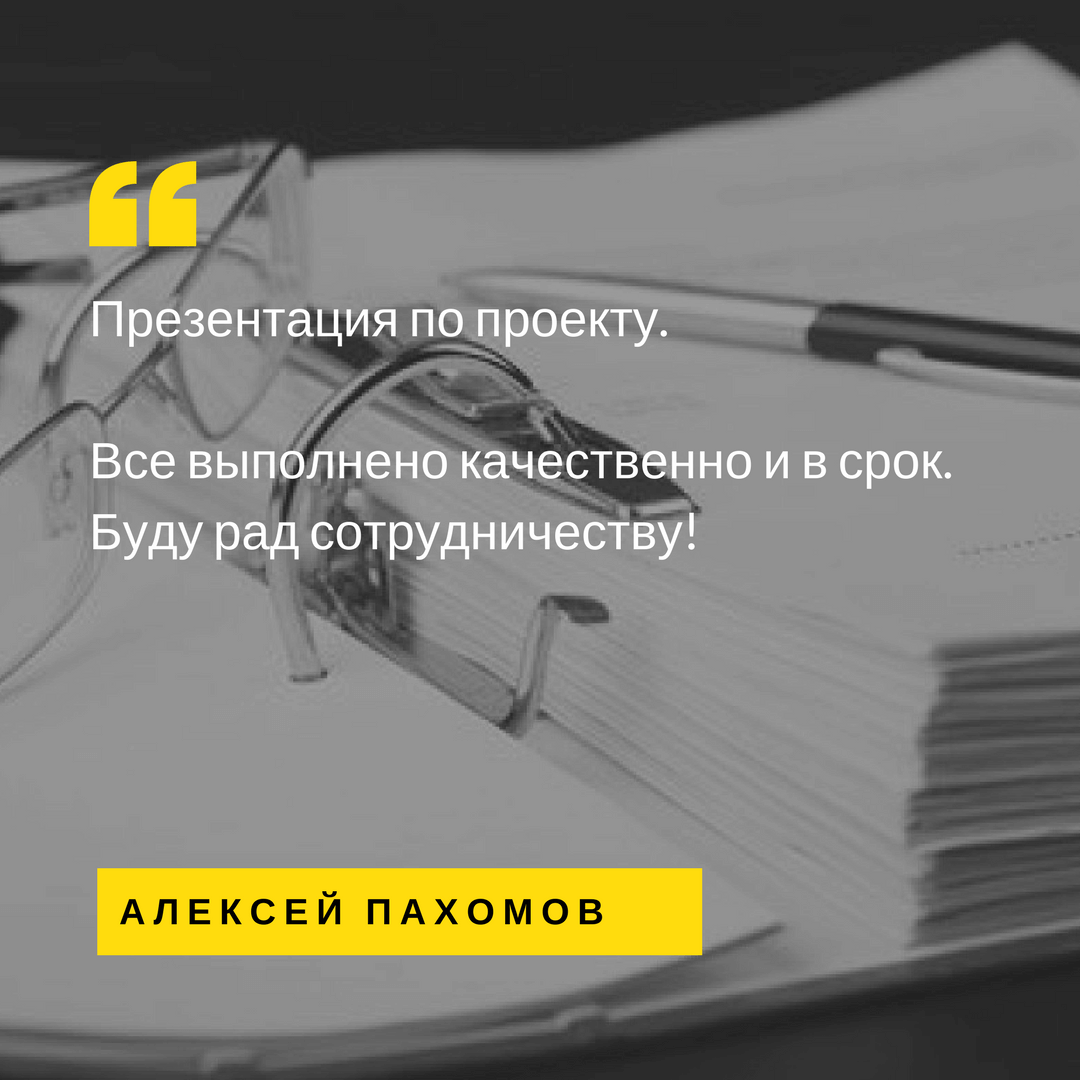 Презентация по проекту.
Все выполнено качественно и в срок.
Буду рад сотрудничеству!
АЛЕКСЕЙ ПАХОМОВ